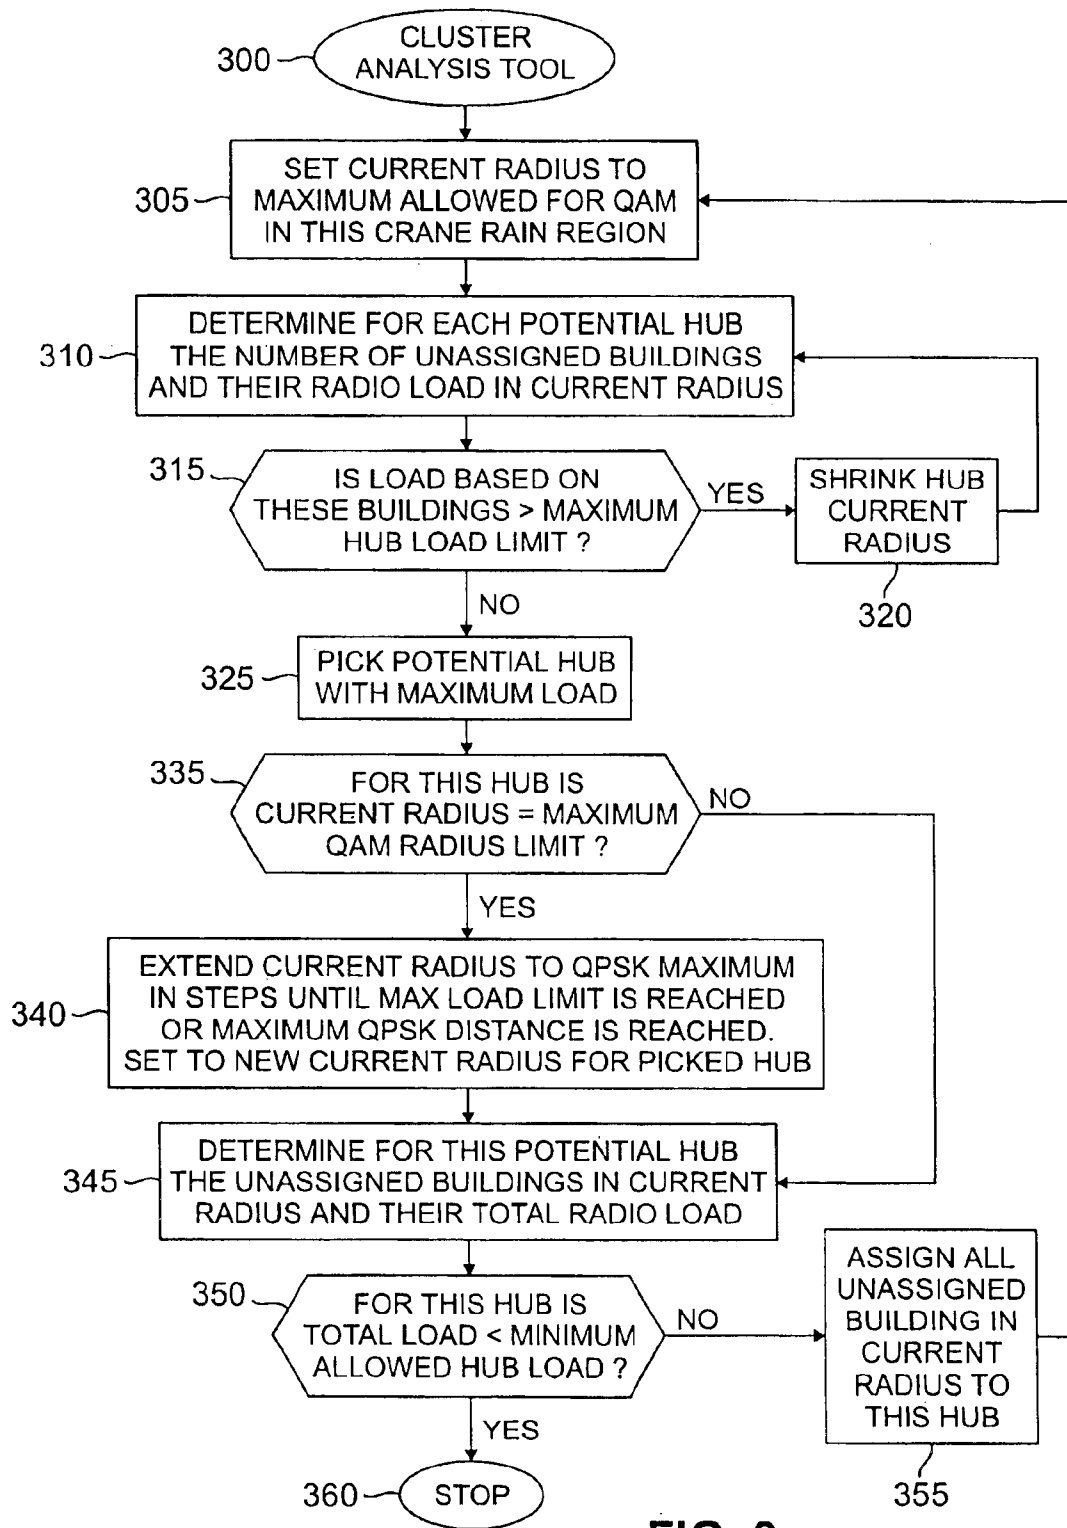 CLUSTER
ANALYSIS TOOL
300
SET CURRENT RADIUS TO
MAXIMUM ALLOWED FOR QAM
IN THIS CRANE RAIN REGION
305
DETERMINE FOR EACH POTENTIAL HUB
THE NUMBER OF UNASSIGNED BUILDINGS
AND THEIR RADIO LOAD IN CURRENT RADIUS
310
315
IS LOAD BASED ON
THESE BUILDINGS > MAXIMUM
HUB LOAD LIMIT ?
YES
SHRINK HUB
CURRENT
RADIUS
320
NO
PICK POTENTIAL HUB
WITH MAXIMUM LOAD
325
335
FOR THIS HUB IS
CURRENT RADIUS = MAXIMUM
QAM RADIUS LIMIT ?
NO
YES
EXTEND CURRENT RADIUS TO QPSK MAXIMUM
IN STEPS UNTIL MAX LOAD LIMIT IS REACHED
OR MAXIMUM QPSK DISTANCE IS REACHED.
SET TO NEW CURRENT RADIUS FOR PICKED HUB
340
DETERMINE FOR THIS POTENTIAL HUB
THE UNASSIGNED BUILDINGS IN CURRENT
RADIUS AND THEIR TOTAL RADIO LOAD
345
350
FOR THIS HUB IS
TOTAL LOAD < MINIMUM
ALLOWED HUB LOAD ?
NO
ASSIGN ALL
UNASSIGNED
BUILDING IN
CURRENT
RADIUS TO
THIS HUB
355
YES
STOP
360
FIG.